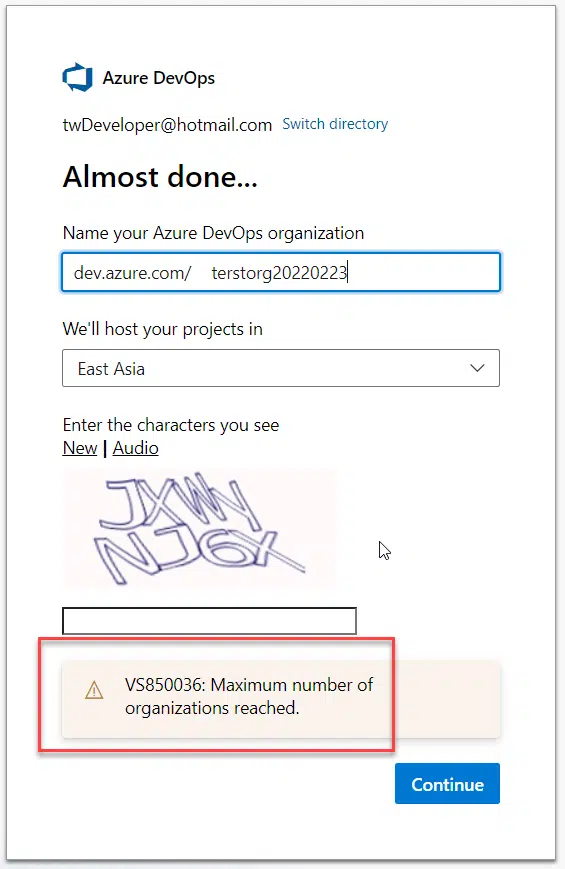 Azure DevOps
twDeveloper@hotmail.com Switch directory
Almost done...
Name your Azure DevOps organization
dev.azure.com/ terstorg20220223
We'll host your projects in
East Asia
Enter the characters you see
New | Audio
JXWY
NJ6X
VS850036: Maximum number of
organizations reached.
Continue